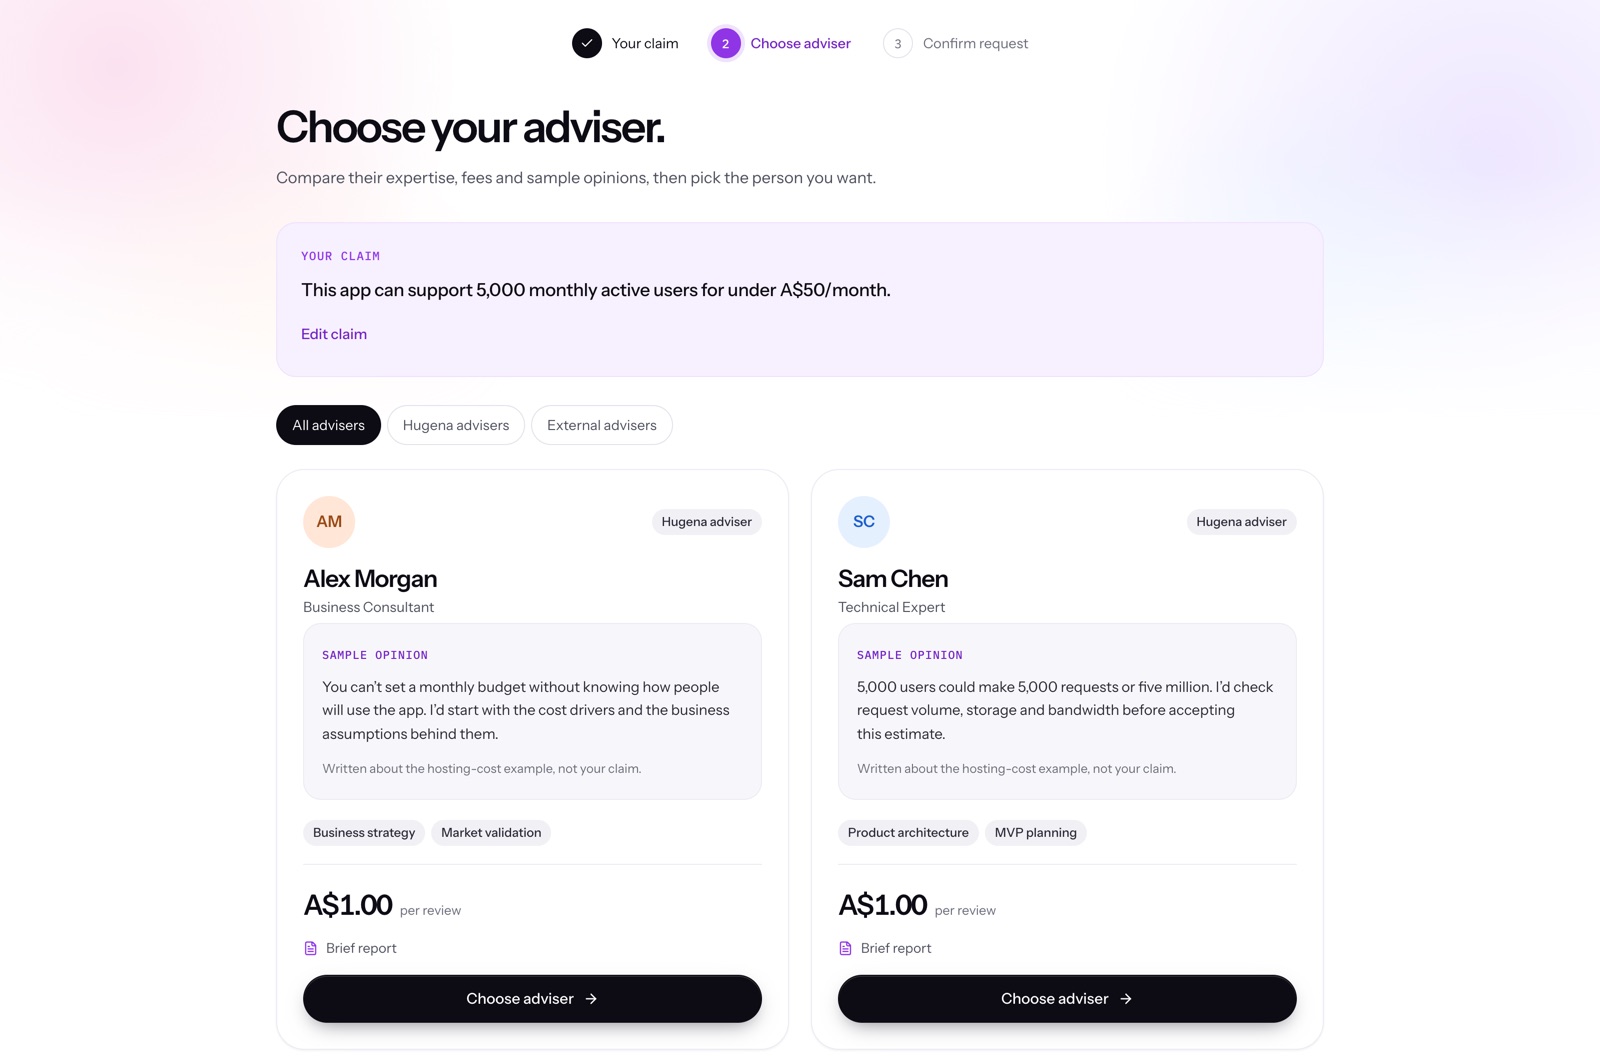 Your claim
2 Choose adviser
3 Confirm request
Choose your adviser.
Compare their expertise, fees and sample opinions, then pick the person you want.
YOUR CLAIM
This app can support 5,000 monthly active users for under A$50/month.
Edit claim
All advisers
Hugena advisers
External advisers
AM
Hugena adviser
Alex Morgan
Business Consultant
SAMPLE OPINION
You can’t set a monthly budget without knowing how people
will use the app. I’d start with the cost drivers and the business
assumptions behind them.
Written about the hosting-cost example, not your claim.
Business strategy
Market validation
A$1.00 per review
Brief report
Choose adviser
SC
Hugena adviser
Sam Chen
Technical Expert
SAMPLE OPINION
5,000 users could make 5,000 requests or five million. I’d check
request volume, storage and bandwidth before accepting
this estimate.
Written about the hosting-cost example, not your claim.
Product architecture
MVP planning
A$1.00 per review
Brief report
Choose adviser